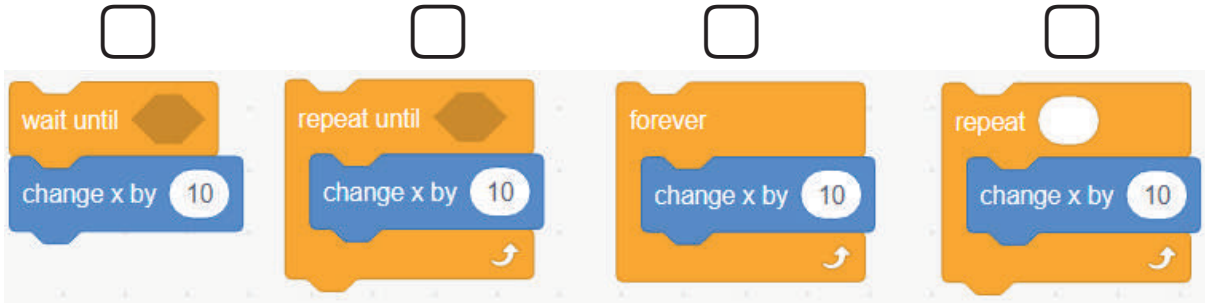 wait until
change x by 10
repeat until
change x by 10
forever
change x by 10
repeat
change x by 10